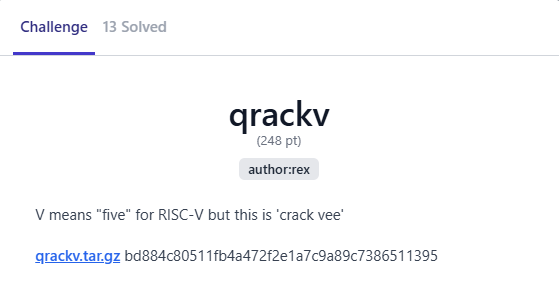 Challenge 13 Solved
qrackv
(248 pt)
author:rex
V means "five" for RISC-V but this is 'crack vee'
qrackv.tar.gz bd884c80511fb4a472f2e1a7c9a89c7386511395